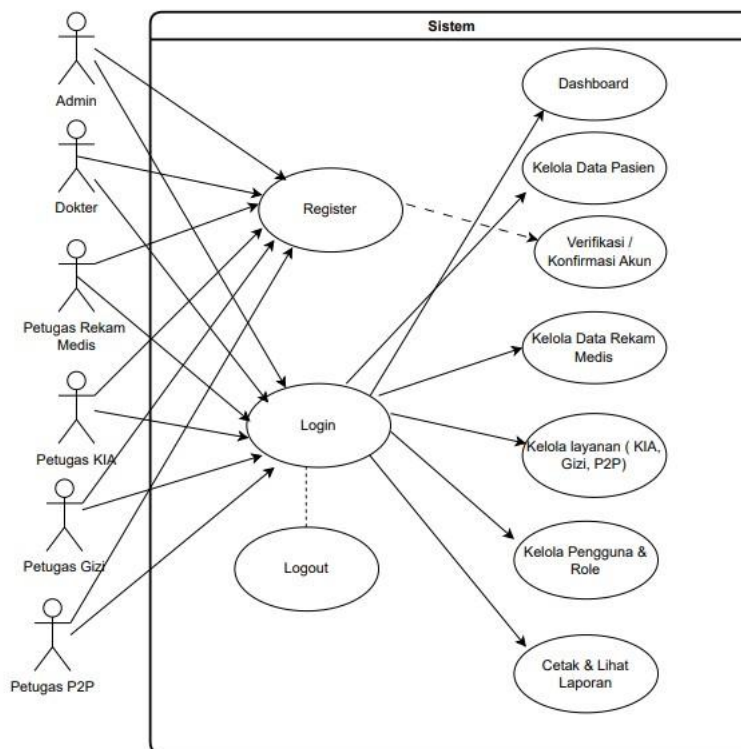 Sistem
Admin
Dokter
Petugas Rekam
Medis
Petugas KIA
Petugas Gizi
Petugas P2P
Register
Login
Logout
Dashboard
Kelola Data Pasien
Verifikasi /
Konfirmasi Akun
Kelola Data Rekam
Medis
Kelola layanan ( KIA,
Gizi, P2P)
Kelola Pengguna &
Role
Cetak & Lihat
Laporan